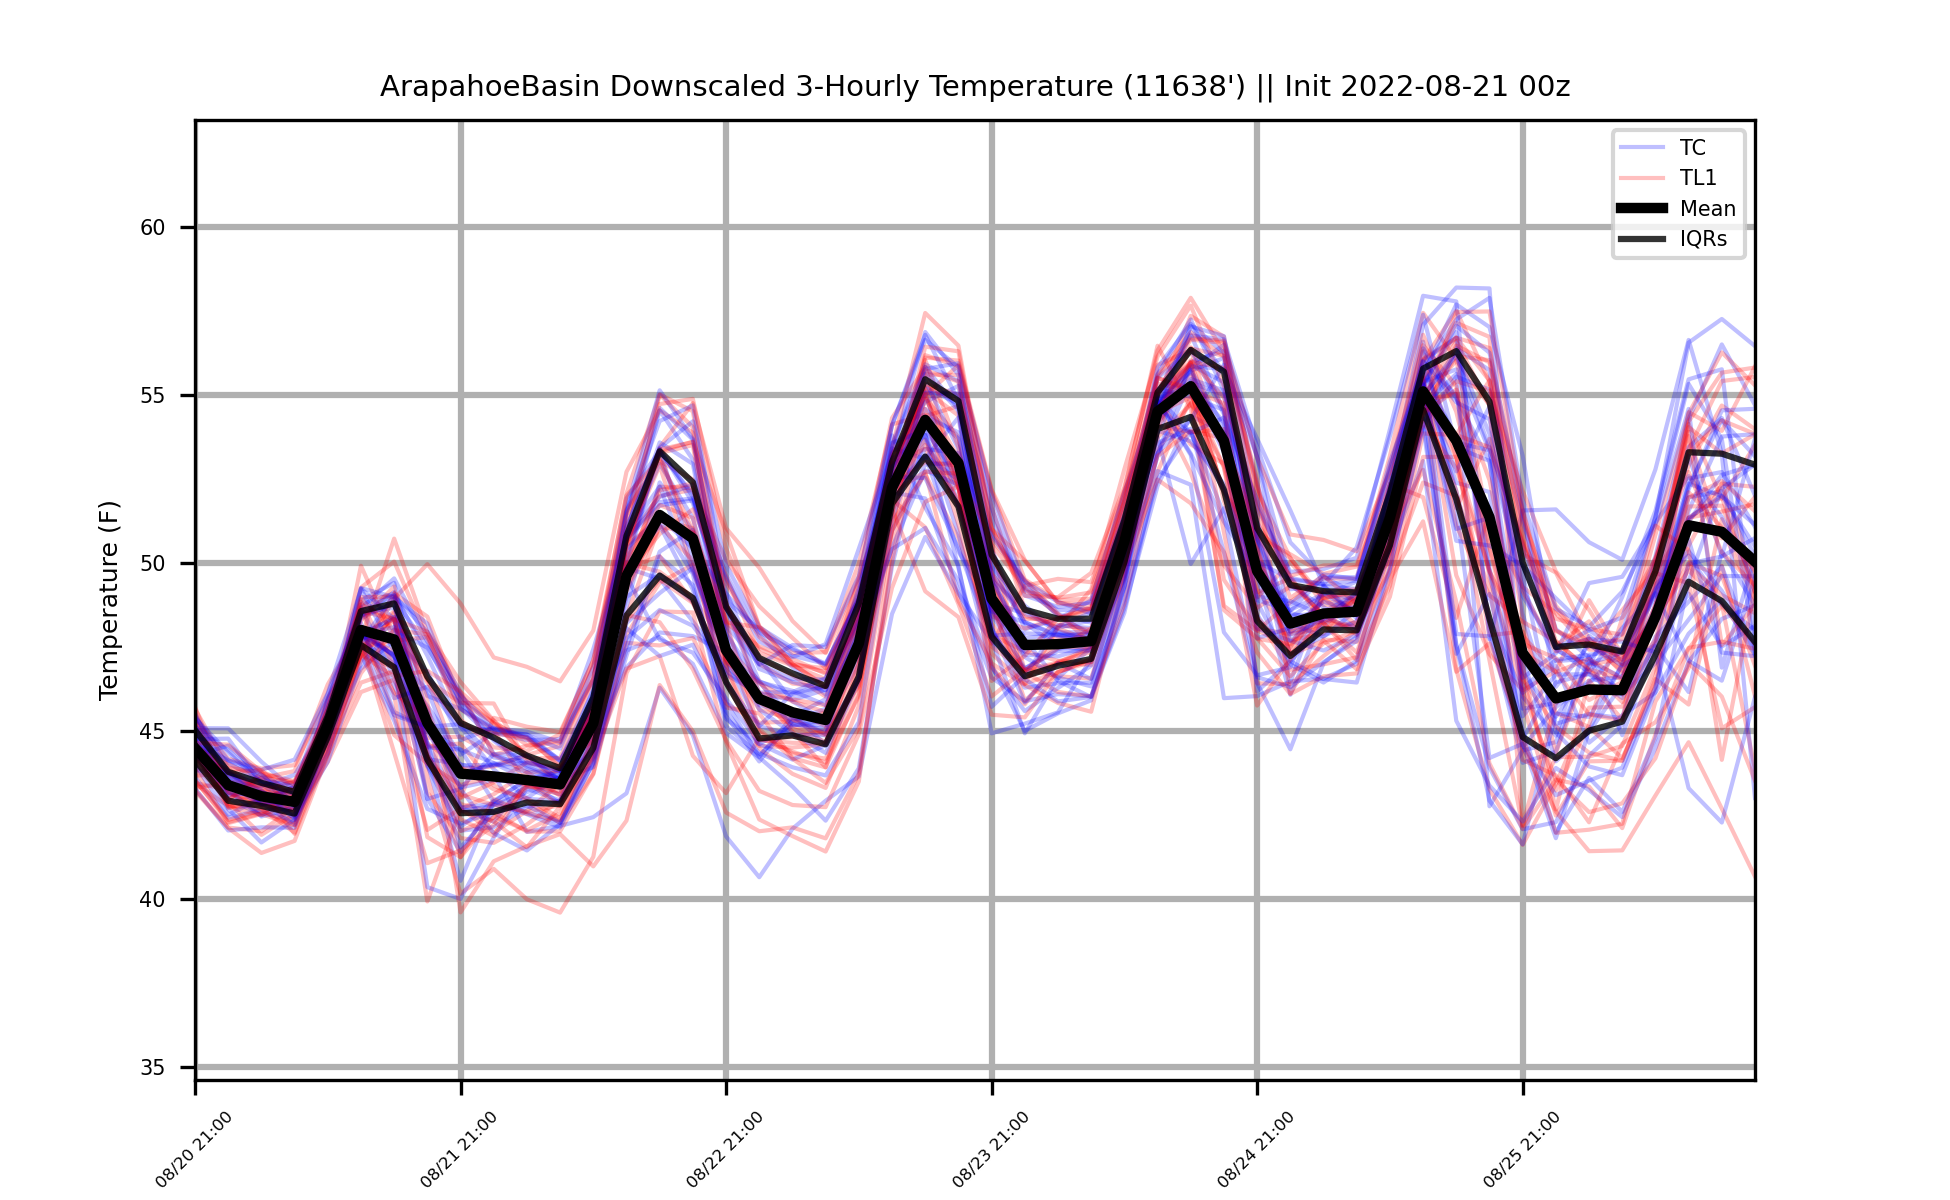 ArapahoeBasin Downscaled 3-Hourly Temperature (11638') || Init 2022-08-21 00z
TC
TL1
Mean
IQRs
Temperature (F)
60
55
50
45
40
35
08/20 21:00
08/21 21:00
08/22 21:00
08/23 21:00
08/24 21:00
08/25 21:00